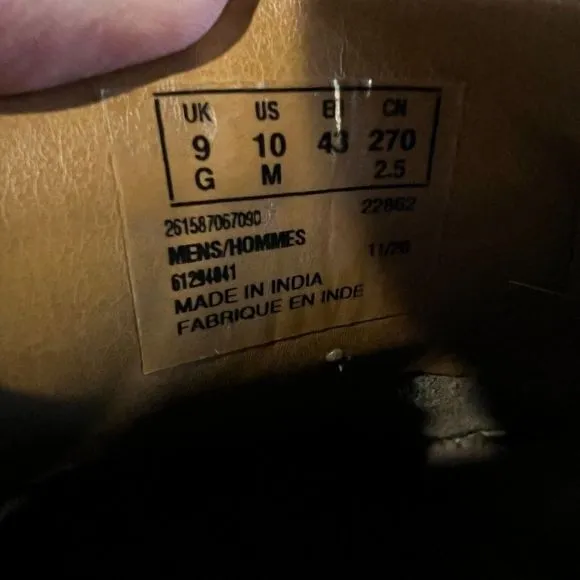 UK US CN
9 10 43 270
G M 2.5
261587067090 22862
MENS/HOMMES
61294041 11/20
MADE IN INDIA
FABRIQUE EN INDE